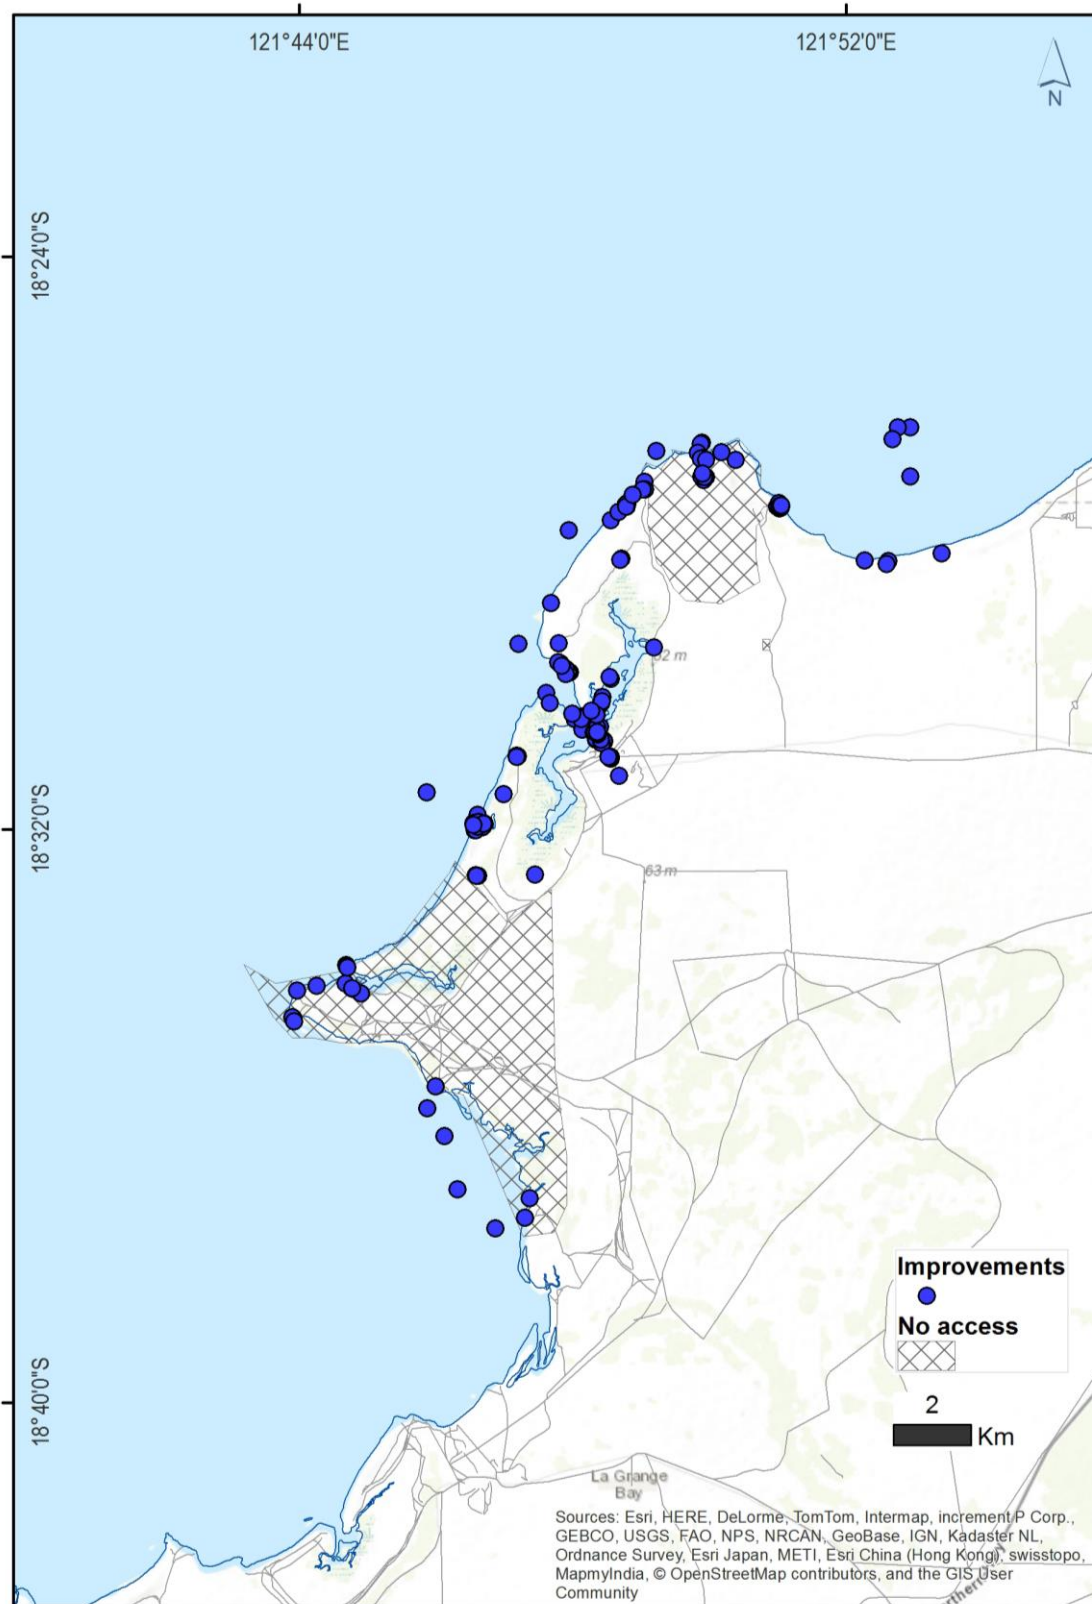 121°44'0"E
121°52'0"E
N
18°24'0"S
62 m
18°32'0"S
63 m
Improvements
No access
2
Km
18°40'0"S
La Grange
Bay
Sources: Esri, HERE, DeLorme, TomTom, Intermap, increment P Corp.,
GEBCO, USGS, FAO, NPS, NRCAN, GeoBase, IGN, Kadaster NL,
Ordnance Survey, Esri Japan, METI, Esri China (Hong Kong), swisstopo,
MapmyIndia, © OpenStreetMap contributors, and the GIS User
Community